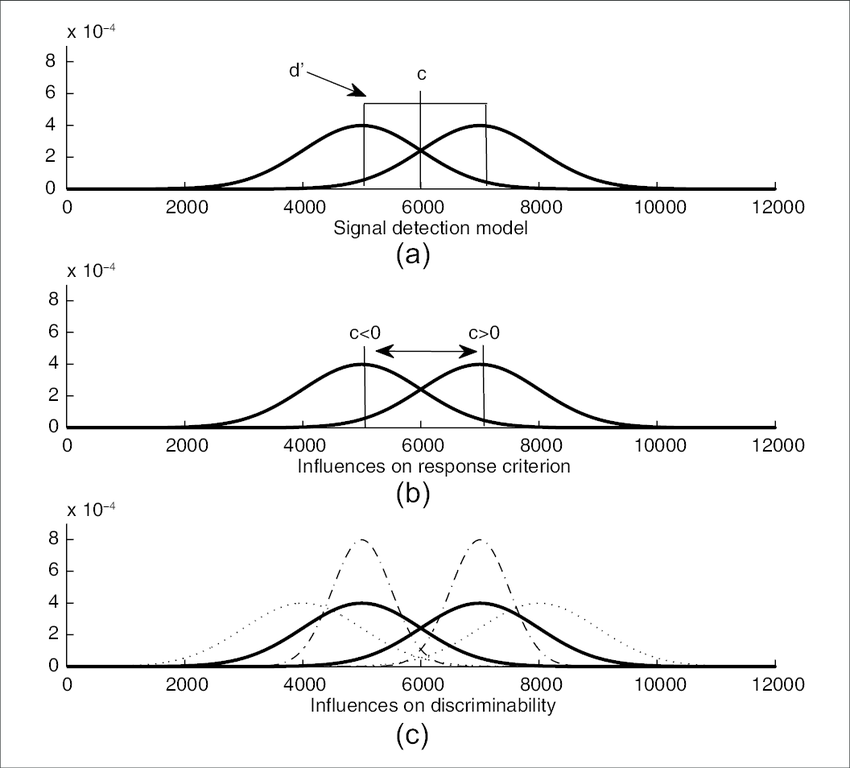 x 10⁻⁴
8
d'
c
6
4
2
0
0 2000 4000 6000 8000 10000 12000
Signal detection model
(a)
x 10⁻⁴
8
6
c<0 c>0
4
2
0
0 2000 4000 6000 8000 10000 12000
Influences on response criterion
(b)
x 10⁻⁴
8
6
4
2
0
0 2000 4000 6000 8000 10000 12000
Influences on discriminability
(c)